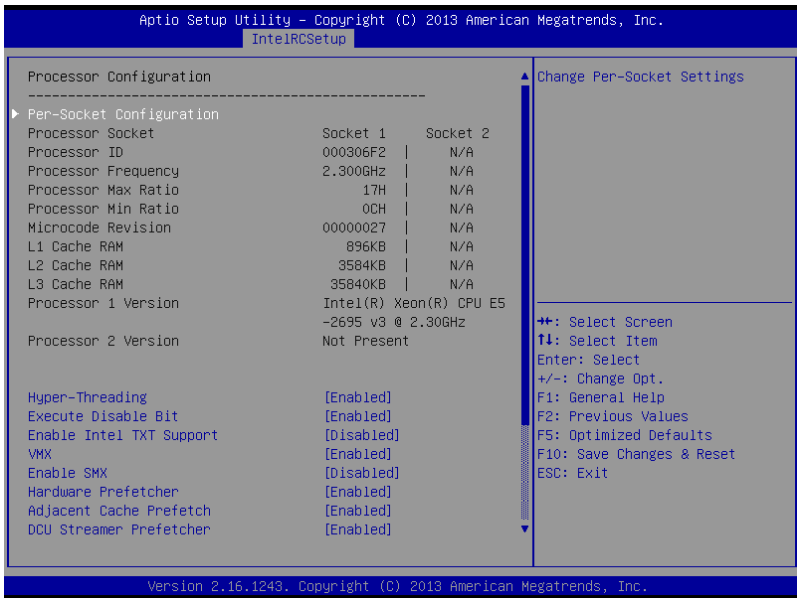 Aptio Setup Utility – Copyright (C) 2013 American Megatrends, Inc.
IntelRCSetup
Processor Configuration
--------------------------------------------------
Per-Socket Configuration
Processor Socket Socket 1 Socket 2
Processor ID 000306F2 | N/A
Processor Frequency 2.300GHz | N/A
Processor Max Ratio 17H | N/A
Processor Min Ratio 0CH | N/A
Microcode Revision 00000027 | N/A
L1 Cache RAM 896KB | N/A
L2 Cache RAM 3584KB | N/A
L3 Cache RAM 35840KB | N/A
Processor 1 Version Intel(R) Xeon(R) CPU E5
-2695 v3 @ 2.30GHz
Processor 2 Version Not Present
Hyper-Threading [Enabled]
Execute Disable Bit [Enabled]
Enable Intel TXT Support [Disabled]
VMX [Enabled]
Enable SMX [Disabled]
Hardware Prefetcher [Enabled]
Adjacent Cache Prefetch [Enabled]
DCU Streamer Prefetcher [Enabled]
Change Per-Socket Settings
→←: Select Screen
↑↓: Select Item
Enter: Select
+/-: Change Opt.
F1: General Help
F2: Previous Values
F5: Optimized Defaults
F10: Save Changes & Reset
ESC: Exit
Version 2.16.1243. Copyright (C) 2013 American Megatrends, Inc.